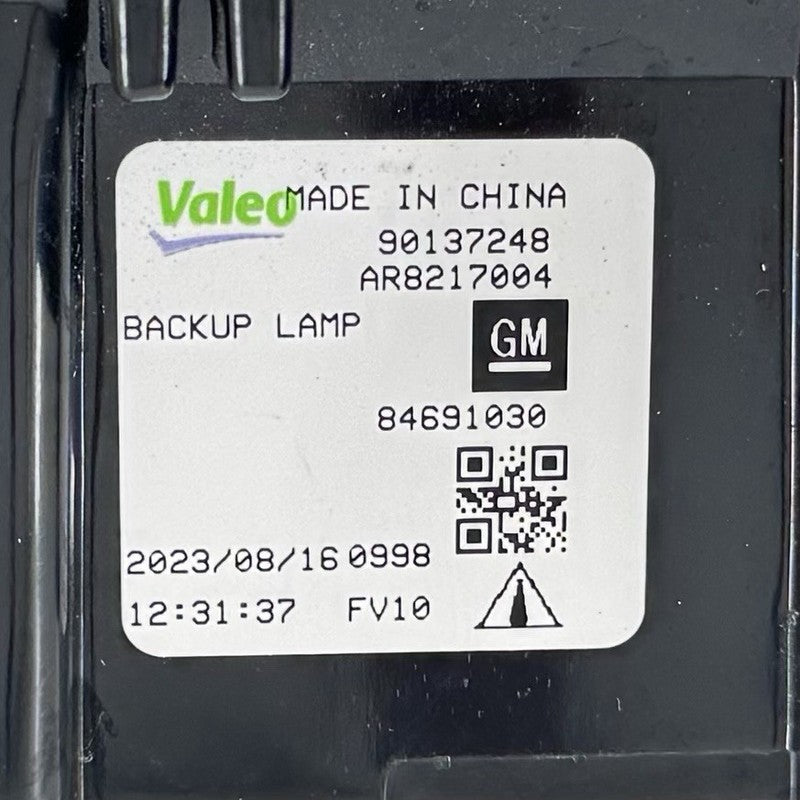 Valeo MADE IN CHINA
90137248
AR8217004
BACKUP LAMP
GM
84691030
2023/08/16 0998
12:31:37 FV10